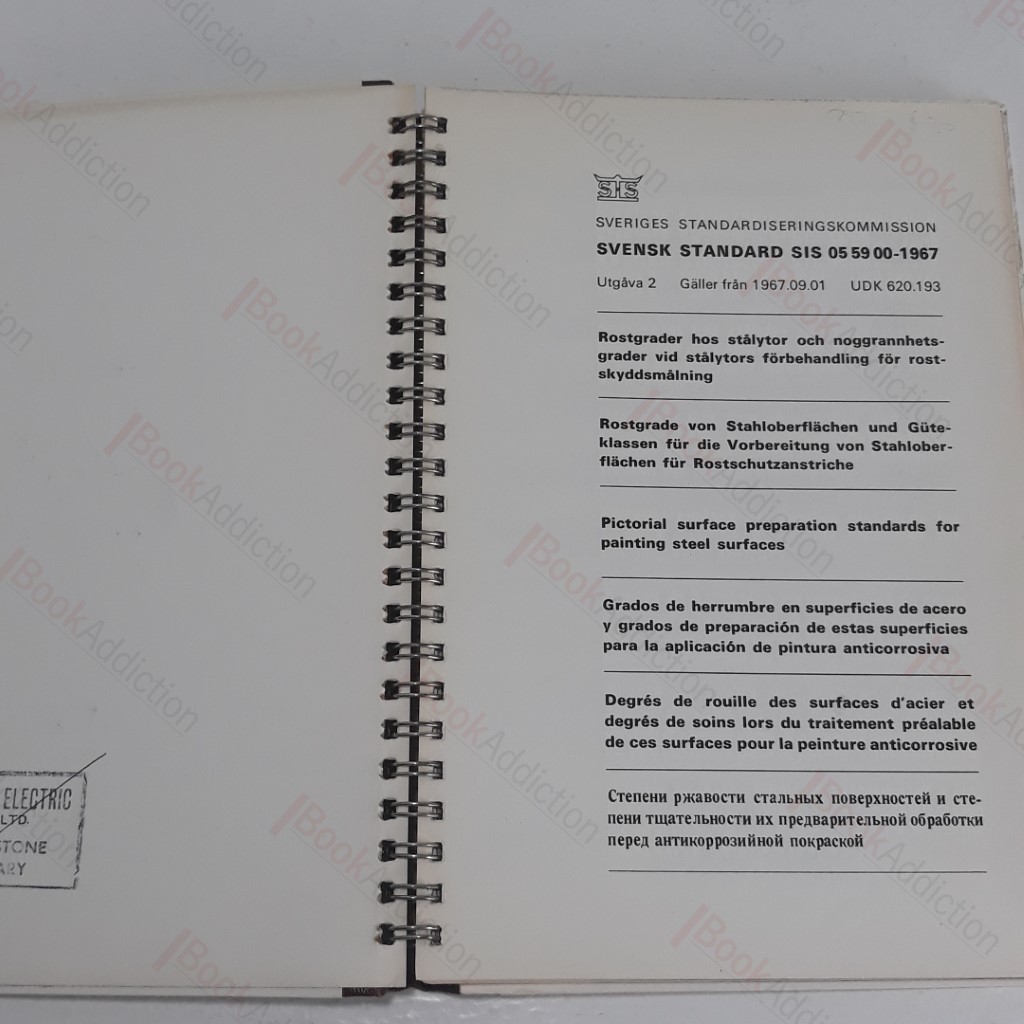 ELECTRIC
LTD.
STONE
ARY
SIS
SVERIGES STANDARDISERINGSKOMMISSION
SVENSK STANDARD SIS 05 59 00-1967
Utgåva 2 Gäller från 1967.09.01 UDK 620.193
Rostgrader hos stålytor och noggrannhets-
grader vid stålytors förbehandling för rost-
skyddsmålning
Rostgrade von Stahloberflächen und Güte-
klassen für die Vorbereitung von Stahlober-
flächen für Rostschutzanstriche
Pictorial surface preparation standards for
painting steel surfaces
Grados de herrumbre en superficies de acero
y grados de preparación de estas superficies
para la aplicación de pintura anticorrosiva
Degrés de rouille des surfaces d'acier et
degrés de soins lors du traitement préalable
de ces surfaces pour la peinture anticorrosive
Степени ржавости стальных поверхностей и сте-
пени тщательности их предварительной обработки
перед антикоррозийной покраской
BookAddiction